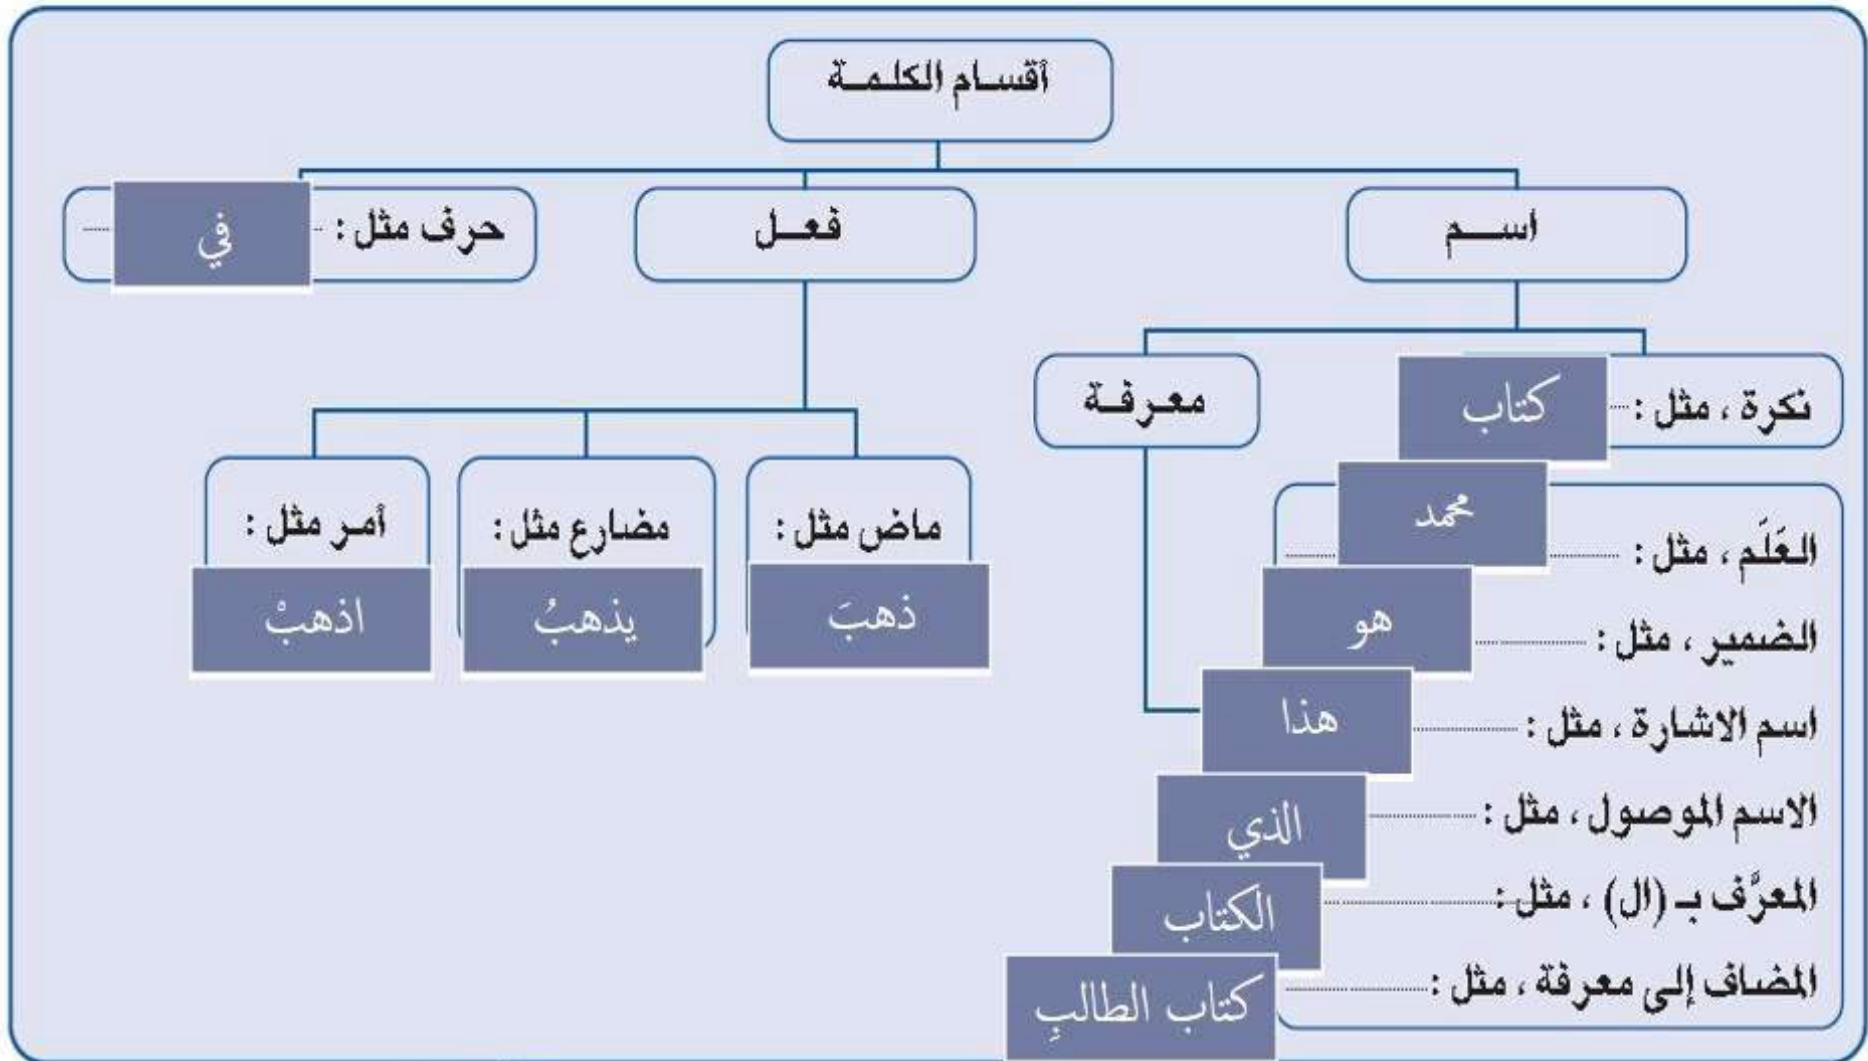 أقسام الكلمة
اسم
فعل
حرف مثل : في
نكرة ، مثل : كتاب
معرفة
العَلَم ، مثل : محمد
الضمير ، مثل : هو
اسم الاشارة ، مثل : هذا
الاسم الموصول ، مثل : الذي
المعرَّف بـ (ال) ، مثل : الكتاب
المضاف إلى معرفة ، مثل : كتاب الطالبِ
ماض مثل :
ذهبَ
مضارع مثل :
يذهبُ
أمر مثل :
اذهبْ